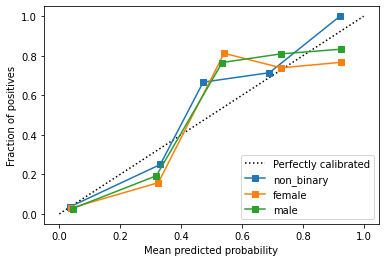 1.0
0.8
0.6
0.4
0.2
0.0
Fraction of positives
0.0 0.2 0.4 0.6 0.8 1.0
Mean predicted probability
Perfectly calibrated
non_binary
female
male